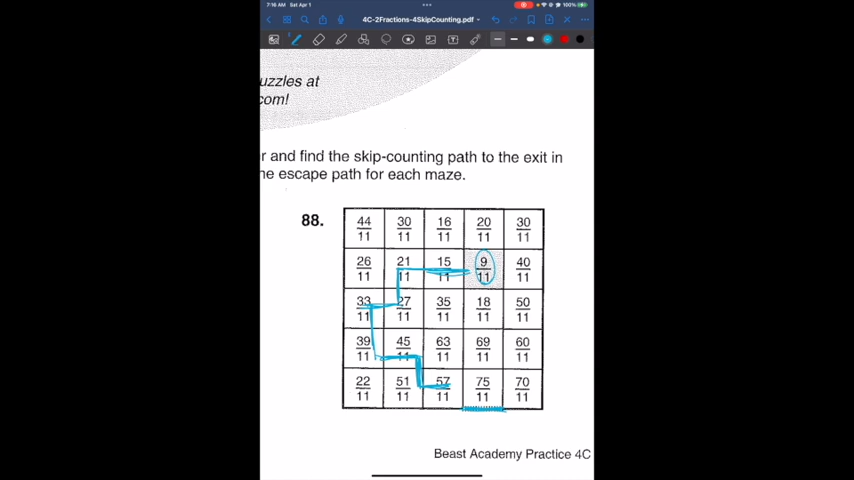 7:16 AM Sat Apr 1
100%
4C-2Fractions-4SkipCounting.pdf
uzzles at
com!
r and find the skip-counting path to the exit in
ne escape path for each maze.
88.
44/11 30/11 16/11 20/11 30/11
26/11 21/11 15/11 9/11 40/11
33/11 27/11 35/11 18/11 50/11
39/11 45/11 63/11 69/11 60/11
22/11 51/11 57/11 75/11 70/11
Beast Academy Practice 4C